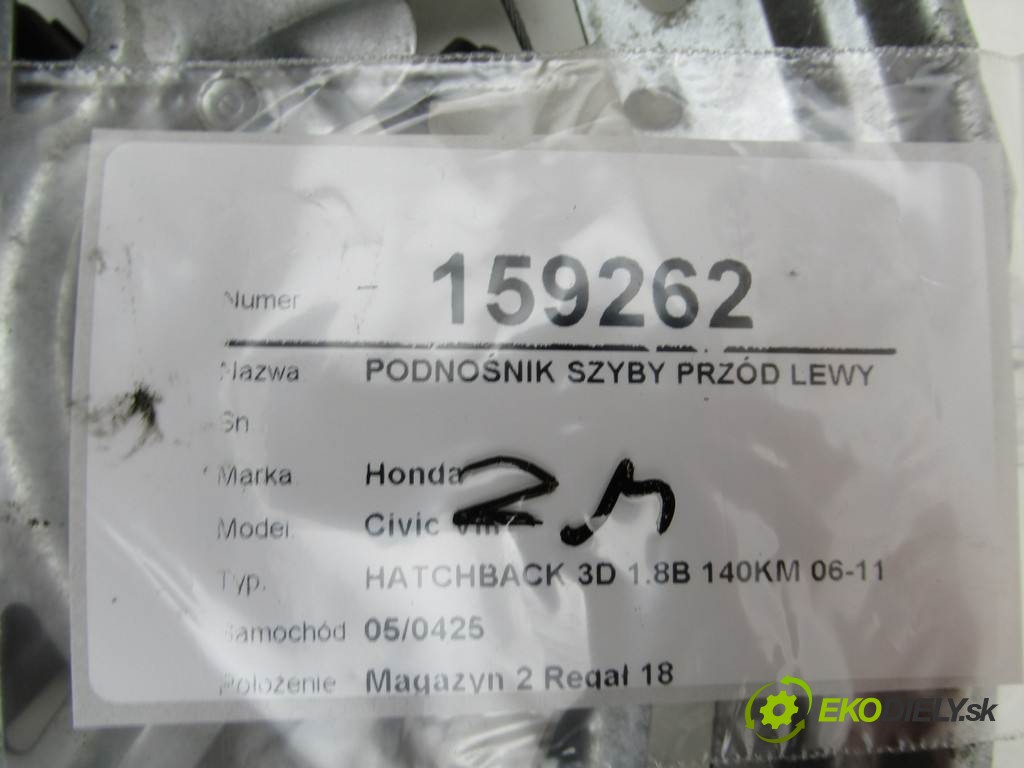 Numer 159262
Nazwa PODNOŚNIK SZYBY PRZÓD LEWY
Sn
Marka Honda
Model Civic
Typ. HATCHBACK 3D 1.8B 140KM 06-11
Samochód 05/0425
Położenie Magazyn 2 Regał 18
EKODIELY.sk